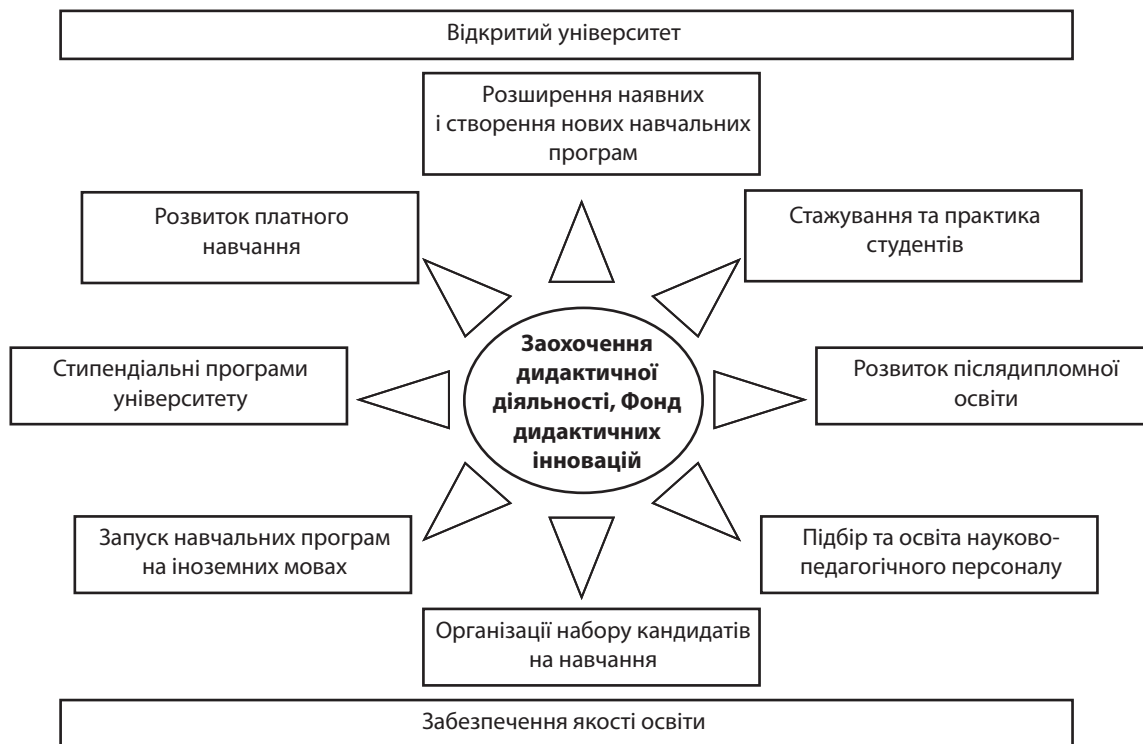 Відкритий університет
Розширення наявних
і створення нових навчальних
програм
Розвиток платного
навчання
Стажування та практика
студентів
Стипендіальні програми
університету
Заохочення
дидактичної
діяльності, Фонд
дидактичних
інновацій
Розвиток післядипломної
освіти
Запуск навчальних програм
на іноземних мовах
Підбір та освіта науково-
педагогічного персоналу
Організації набору кандидатів
на навчання
Забезпечення якості освіти